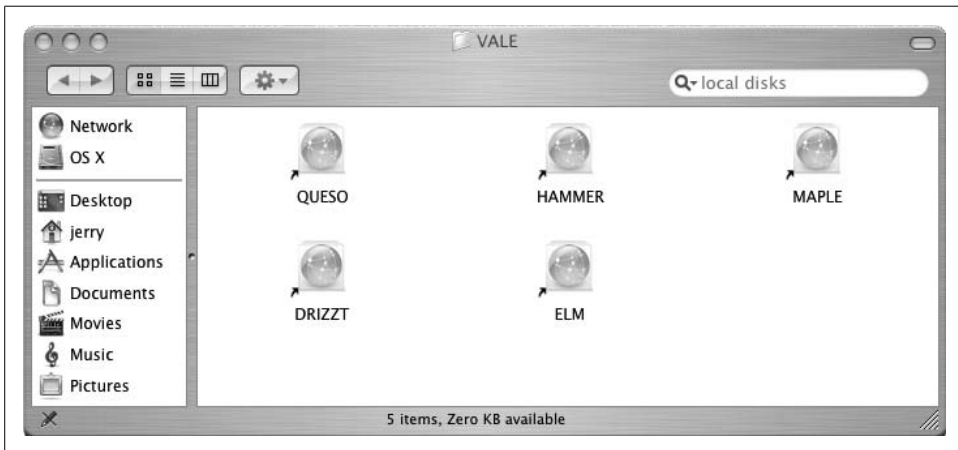 VALE
local disks
Network
OS X
Desktop
jerry
Applications
Documents
Movies
Music
Pictures
QUESO
HAMMER
MAPLE
DRIZZT
ELM
5 items, Zero KB available